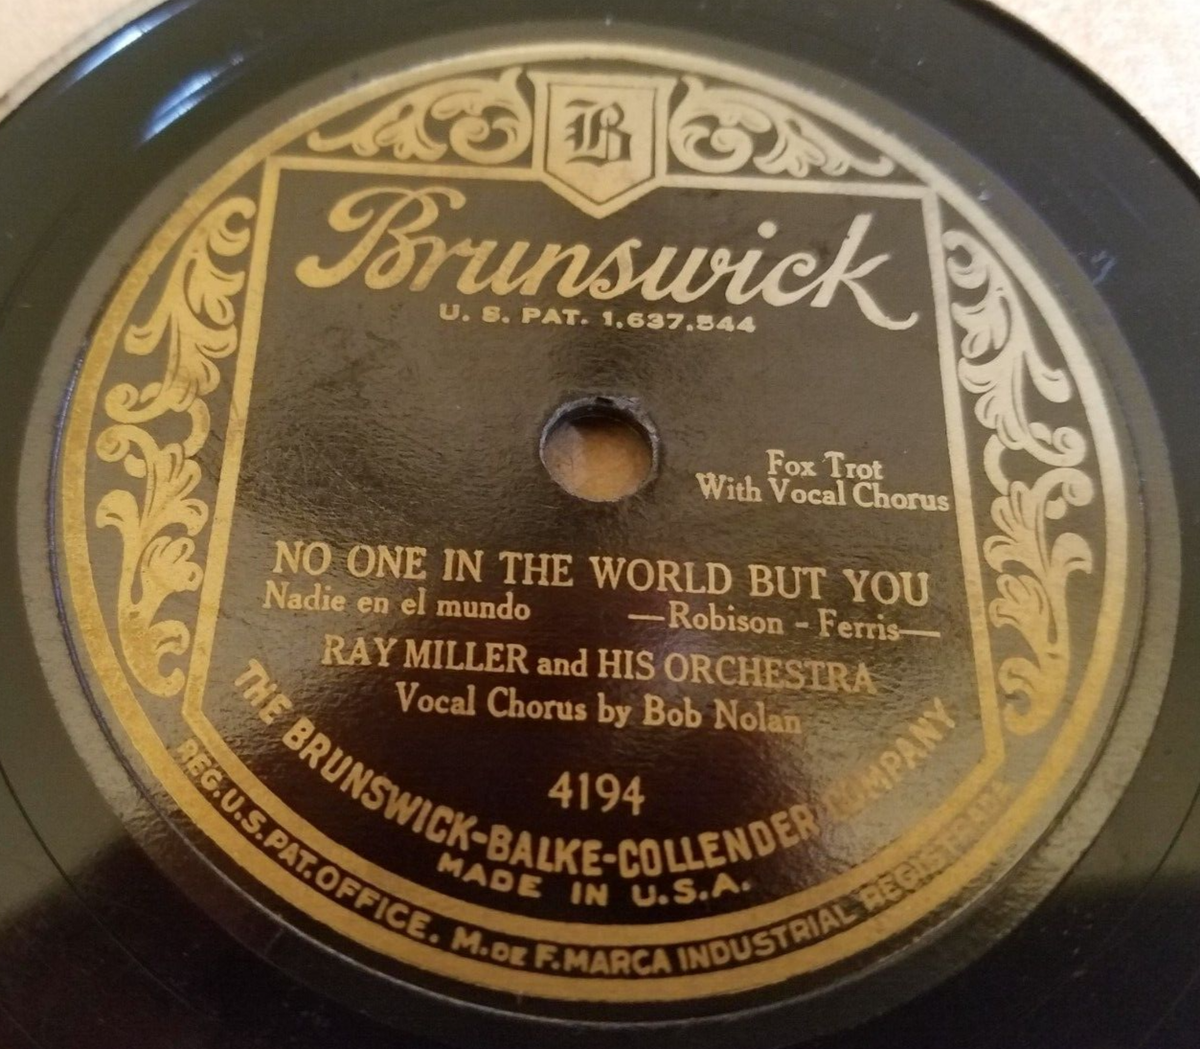 B
Brunswick
U. S. PAT. 1,637,544
Fox Trot
With Vocal Chorus
NO ONE IN THE WORLD BUT YOU
Nadie en el mundo —Robison - Ferris—
RAY MILLER and HIS ORCHESTRA
Vocal Chorus by Bob Nolan
4194
THE BRUNSWICK-BALKE-COLLENDER COMPANY
MADE IN U.S.A.
REG.U.S.PAT.OFFICE. M.DE F.MARCA INDUSTRIAL REGISTRADA